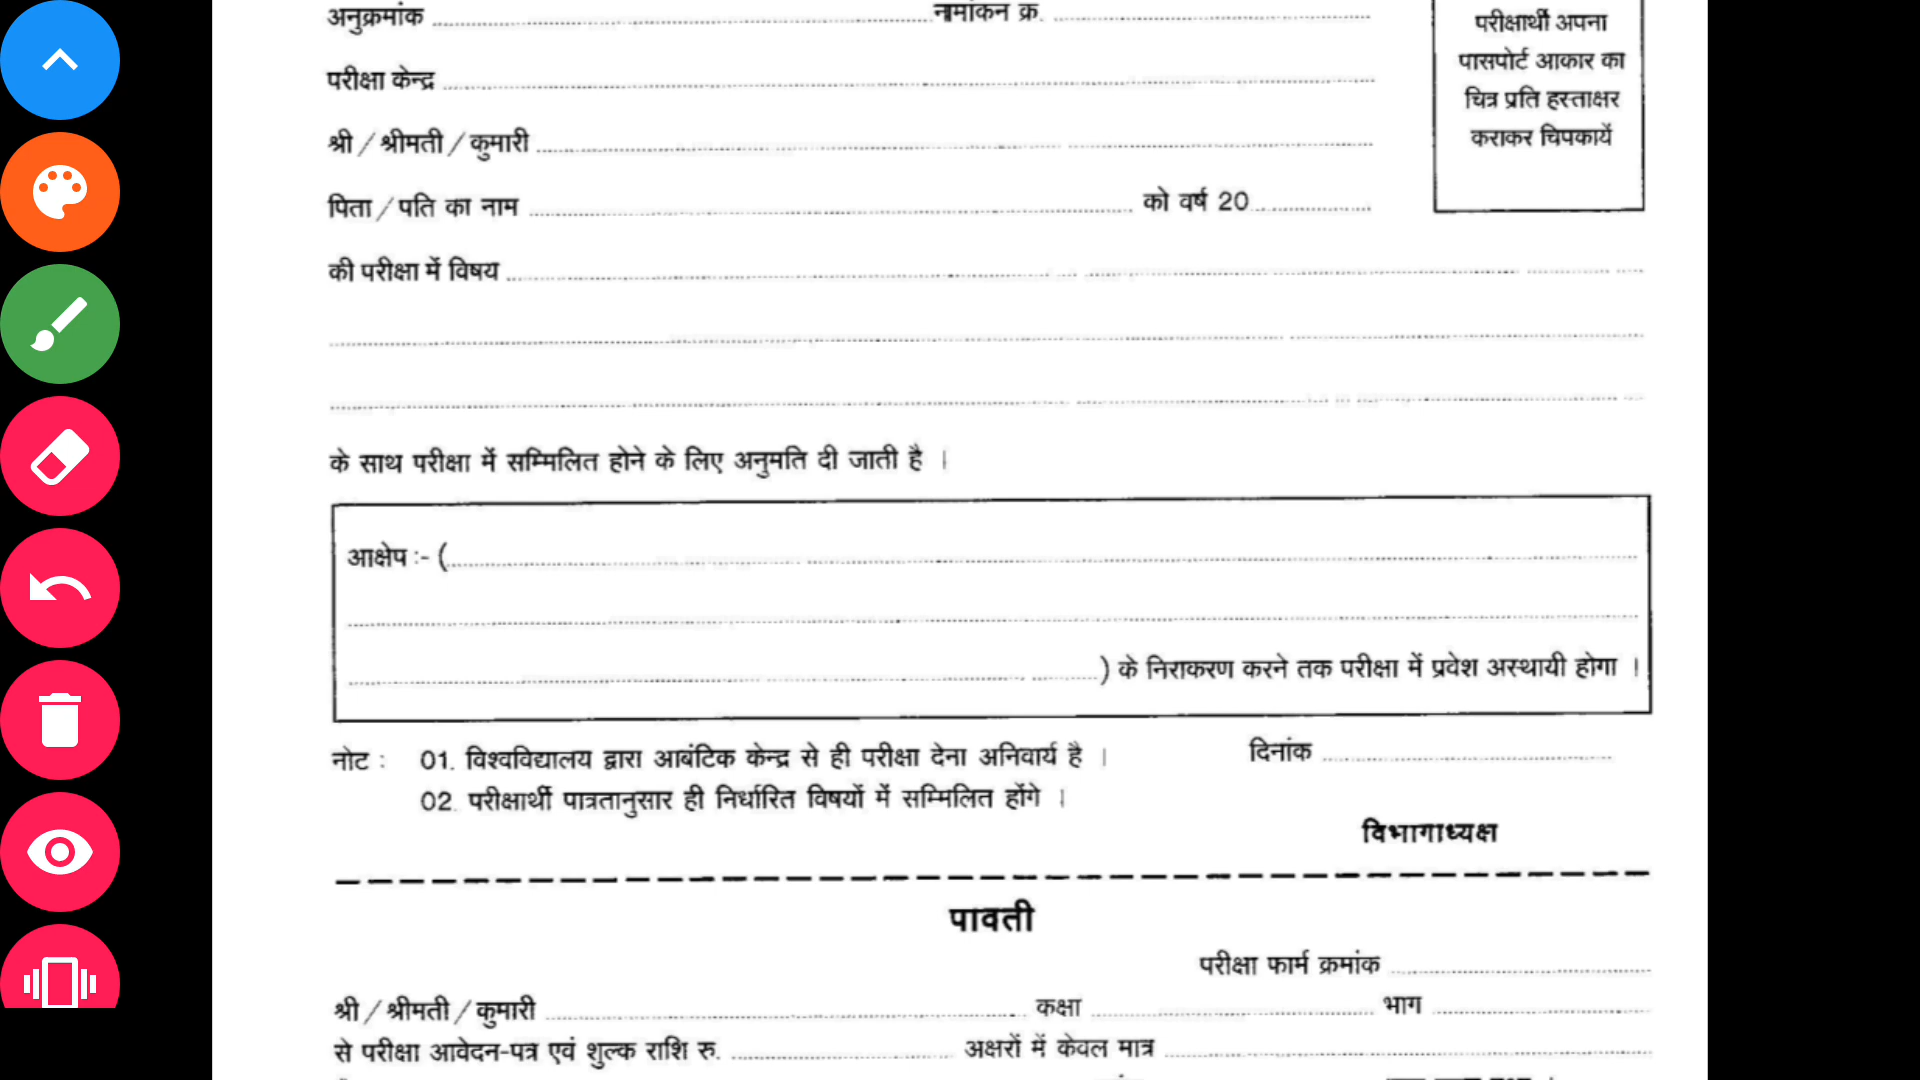 अनुक्रमांक ........ नामांकन क्र. ........
परीक्षार्थी अपना
पासपोर्ट आकार का
चित्र प्रति हस्ताक्षर
कराकर चिपकायें
परीक्षा केन्द्र ........
श्री / श्रीमती / कुमारी ........
पिता / पति का नाम ........ को वर्ष 20........
की परीक्षा में विषय ........
के साथ परीक्षा में सम्मिलित होने के लिए अनुमति दी जाती है ।
आक्षेप :- (........
........) के निराकरण करने तक परीक्षा में प्रवेश अस्थायी होगा ।
नोट : 01. विश्वविद्यालय द्वारा आबंटिक केन्द्र से ही परीक्षा देना अनिवार्य है । दिनांक ........
02. परीक्षार्थी पात्रतानुसार ही निर्धारित विषयों में सम्मिलित होंगे ।
विभागाध्यक्ष
पावती
परीक्षा फार्म क्रमांक ........
श्री / श्रीमती / कुमारी ........ कक्षा ........ भाग ........
से परीक्षा आवेदन-पत्र एवं शुल्क राशि रु. ........ अक्षरों में केवल मात्र ........